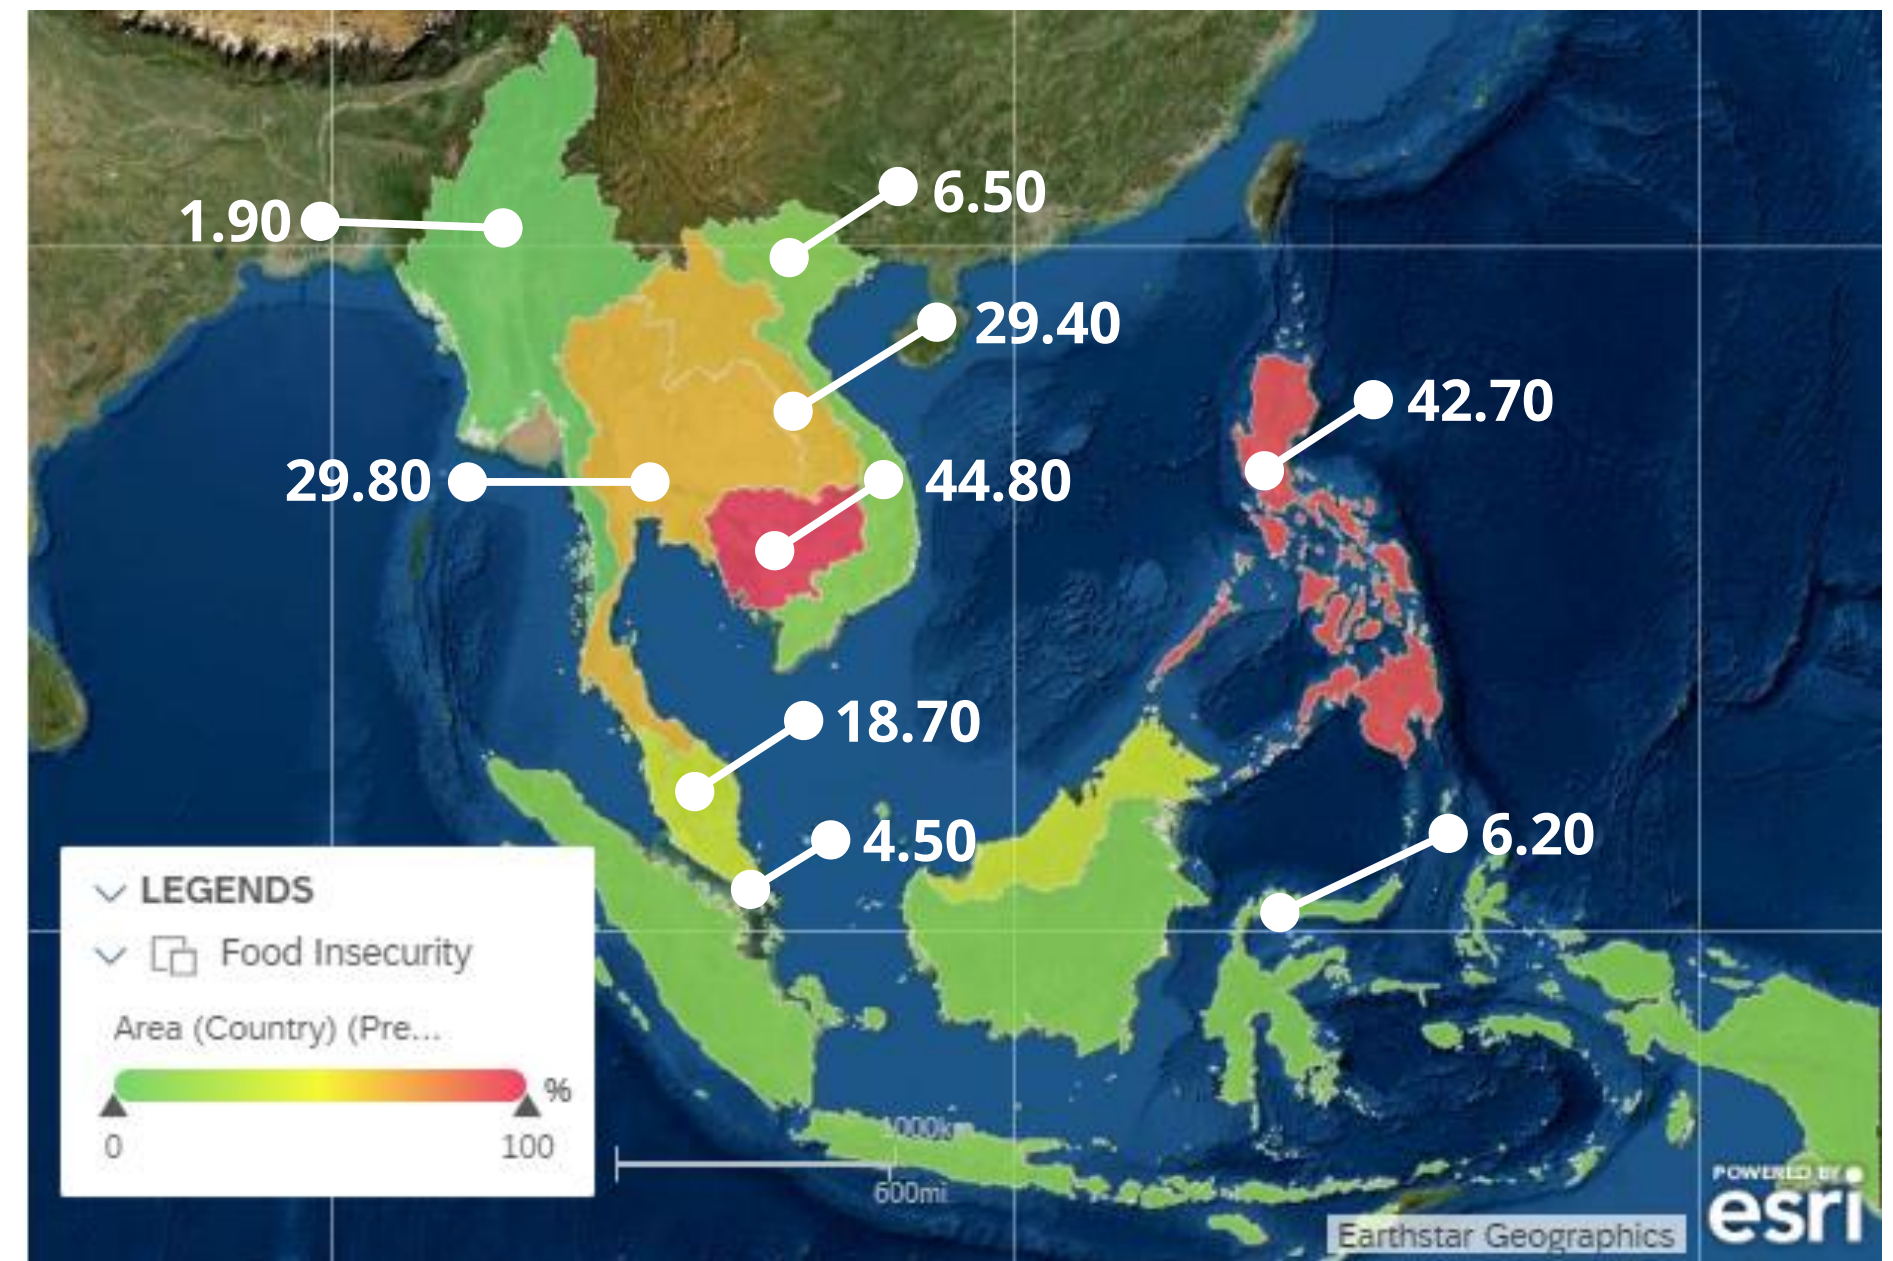 6.50
1.90
29.40
42.70
29.80
44.80
18.70
4.50
6.20
LEGENDS
Food Insecurity
Area (Country) (Pre...
%
0
100
1000km
600mi
POWERED BY
esri
Earthstar Geographics